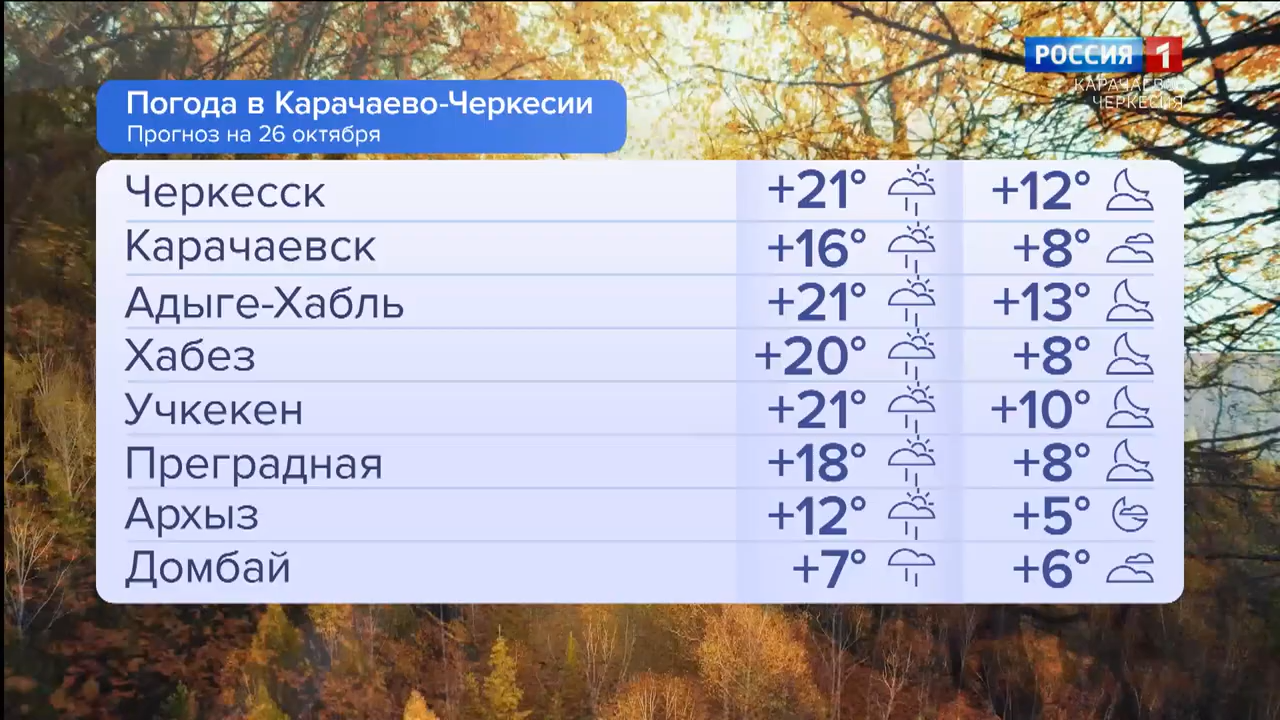 РОССИЯ 1
КАРАЧАЕВО-
ЧЕРКЕСИЯ
Погода в Карачаево-Черкесии
Прогноз на 26 октября
Черкесск +21° +12°
Карачаевск +16° +8°
Адыге-Хабль +21° +13°
Хабез +20° +8°
Учкекен +21° +10°
Преградная +18° +8°
Архыз +12° +5°
Домбай +7° +6°